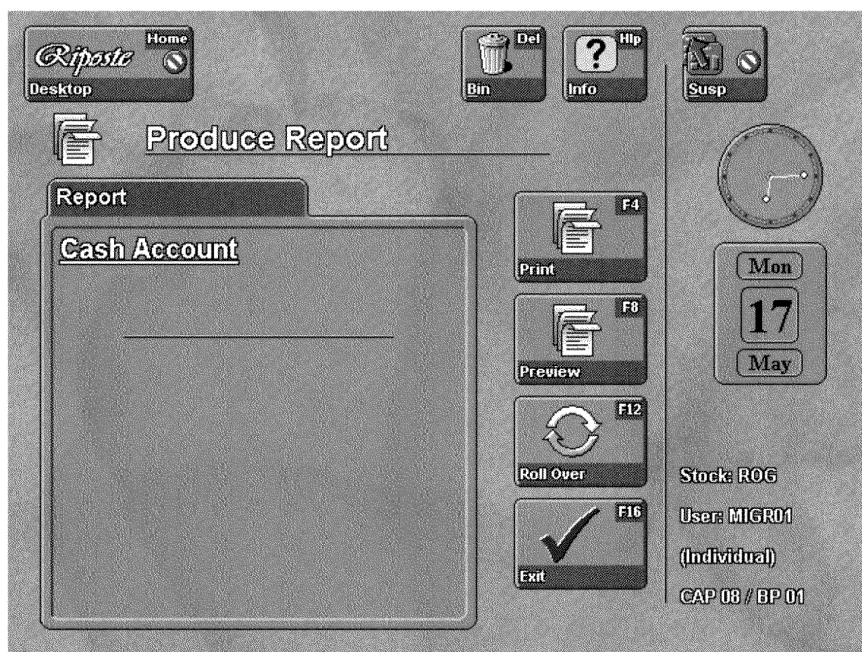 Riposte Home
Desktop
Del
Bin
Hlp
?
Info
Susp
Produce Report
Report
Cash Account
F4
Print
F8
Preview
F12
Roll Over
F16
Exit
Mon
17
May
Stock: ROG
User: MIGR01
(Individual)
CAP 08 // BP 01